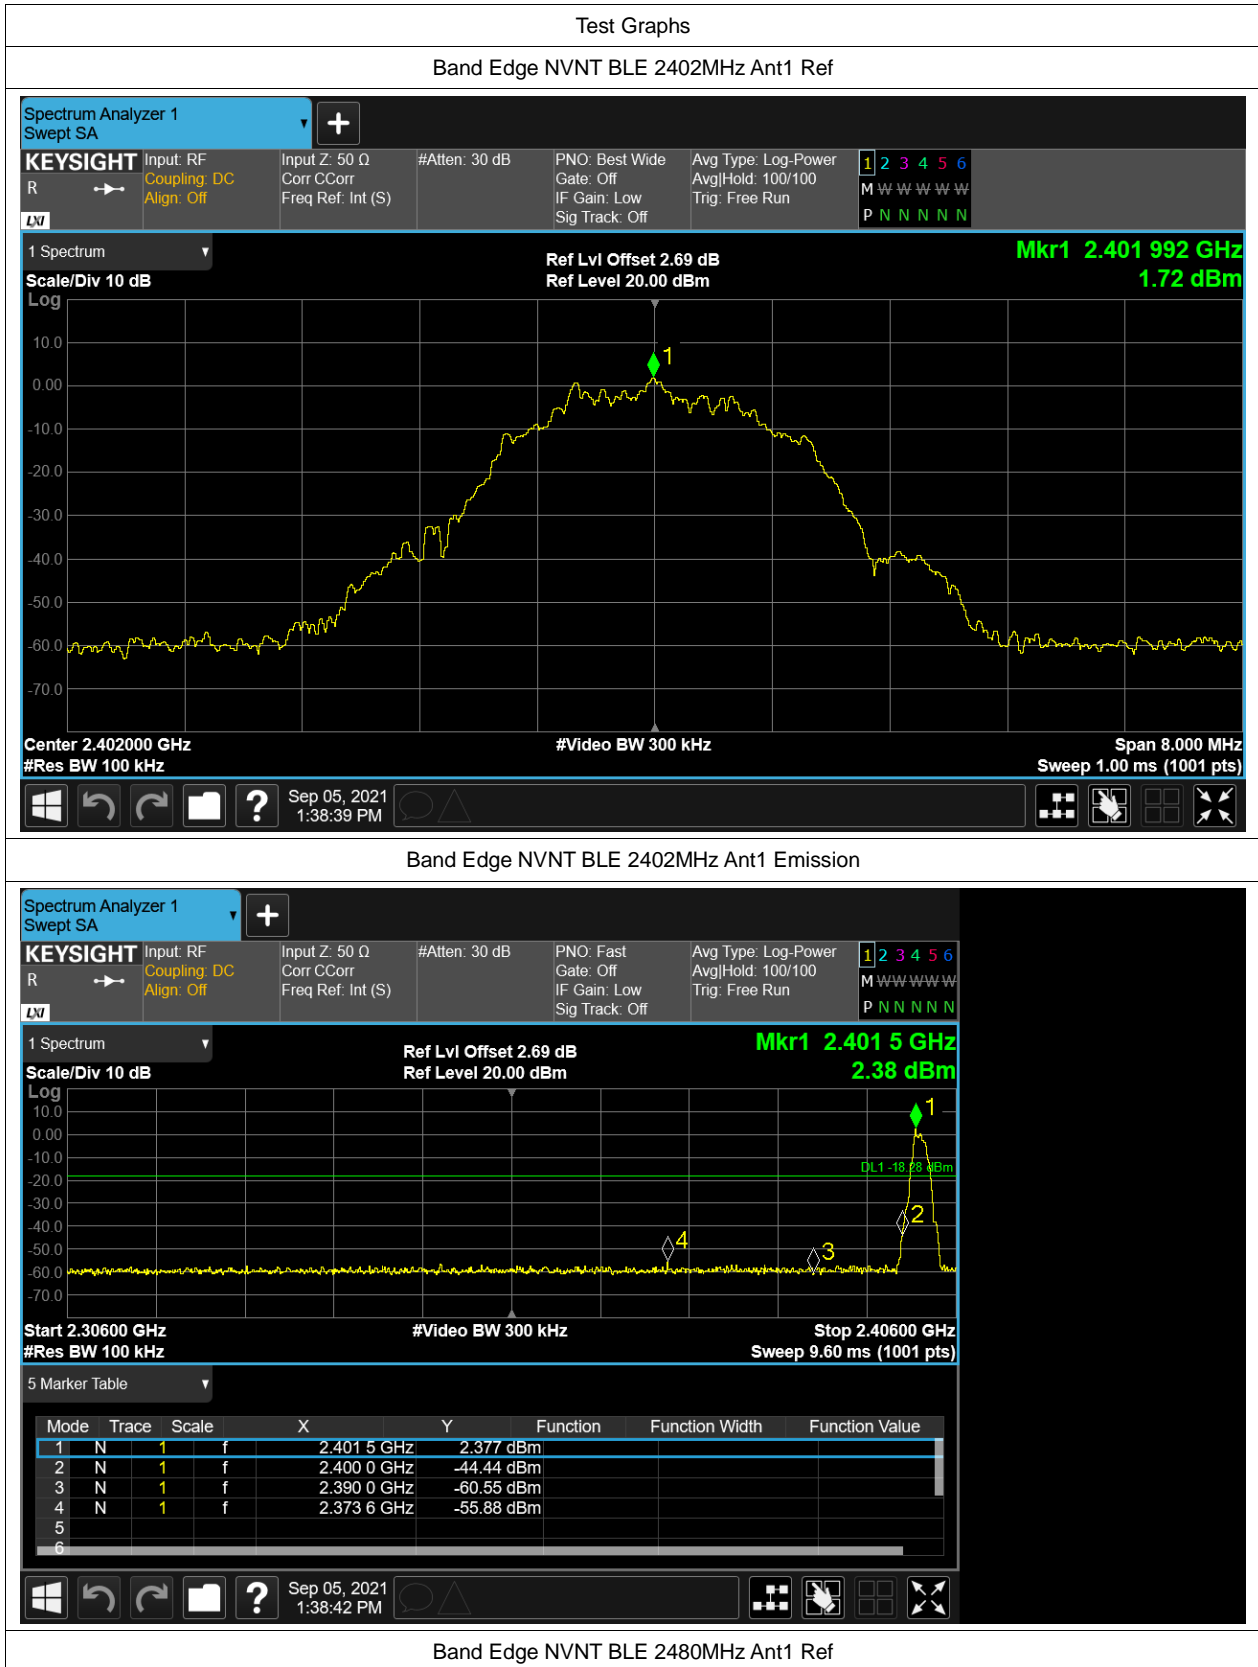 Test Graphs
Band Edge NVNT BLE 2402MHz Ant1 Ref
Spectrum Analyzer 1
Swept SA
+
KEYSIGHT Input: RF Input Z: 50 Ω #Atten: 30 dB PNO: Best Wide Avg Type: Log-Power 1 2 3 4 5 6
R Coupling: DC Corr CCorr Gate: Off Avg|Hold: 100/100 M W W W W W
Align: Off Freq Ref: Int (S) IF Gain: Low Trig: Free Run
LXI Sig Track: Off P N N N N N N
1 Spectrum Ref Lvl Offset 2.69 dB Mkr1 2.401 992 GHz
Scale/Div 10 dB Ref Level 20.00 dBm 1.72 dBm
Log
10.0
1
0.00
-10.0
-20.0
-30.0
-40.0
-50.0
-60.0
-70.0
Center 2.402000 GHz #Video BW 300 kHz Span 8.000 MHz
#Res BW 100 kHz Sweep 1.00 ms (1001 pts)
? Sep 05, 2021
1:38:39 PM
Band Edge NVNT BLE 2402MHz Ant1 Emission
Spectrum Analyzer 1
Swept SA
+
KEYSIGHT Input: RF Input Z: 50 Ω #Atten: 30 dB PNO: Fast Avg Type: Log-Power 1 2 3 4 5 6
R Coupling: DC Corr CCorr Gate: Off Avg|Hold: 100/100 M W W W W W
Align: Off Freq Ref: Int (S) IF Gain: Low Trig: Free Run
LXI Sig Track: Off P N N N N N N
1 Spectrum Ref Lvl Offset 2.69 dB Mkr1 2.401 5 GHz
Scale/Div 10 dB Ref Level 20.00 dBm 2.38 dBm
Log
10.0 1
0.00
-10.0
DL1 -18.28 dBm
-20.0
-30.0
2
-40.0
4
-50.0 3
-60.0
-70.0
Start 2.30600 GHz #Video BW 300 kHz Stop 2.40600 GHz
#Res BW 100 kHz Sweep 9.60 ms (1001 pts)
5 Marker Table
Mode Trace Scale X Y Function Function Width Function Value
1 N 1 f 2.401 5 GHz 2.377 dBm
2 N 1 f 2.400 0 GHz -44.44 dBm
3 N 1 f 2.390 0 GHz -60.55 dBm
4 N 1 f 2.373 6 GHz -55.88 dBm
5
6
? Sep 05, 2021
1:38:42 PM
Band Edge NVNT BLE 2480MHz Ant1 Ref